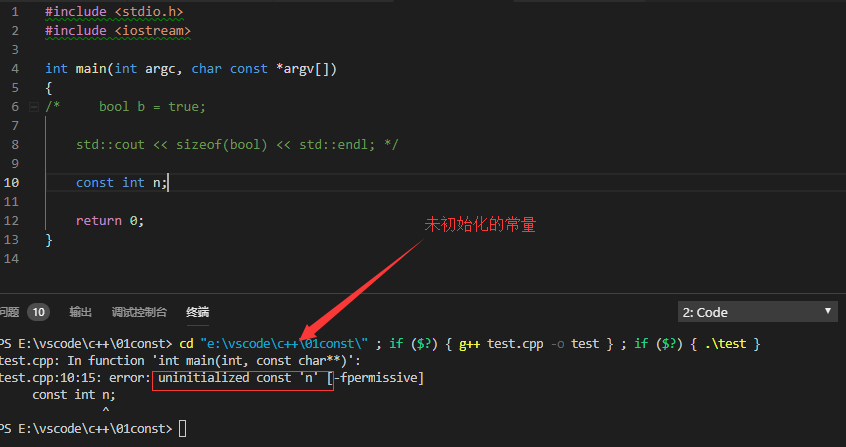 1 #include <stdio.h>
2 #include <iostream>
3
4 int main(int argc, char const *argv[])
5 {
6 /*     bool b = true;
7
8     std::cout << sizeof(bool) << std::endl; */
9
10     const int n;
11
12     return 0;
13 }
14
未初始化的常量
问题 10 输出 调试控制台 终端 2: Code
PS E:\vscode\c++\01const> cd "e:\vscode\c++\01const\" ; if ($?) { g++ test.cpp -o test } ; if ($?) { .\test }
test.cpp: In function 'int main(int, const char**)':
test.cpp:10:15: error: uninitialized const 'n' [-fpermissive]
     const int n;
               ^
PS E:\vscode\c++\01const>